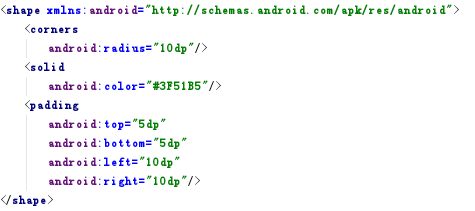 <shape xmlns:android="http://schemas.android.com/apk/res/android">
    <corners
        android:radius="10dp"/>
    <solid
        android:color="#3F51B5"/>
    <padding
        android:top="5dp"
        android:bottom="5dp"
        android:left="10dp"
        android:right="10dp"/>
</shape>